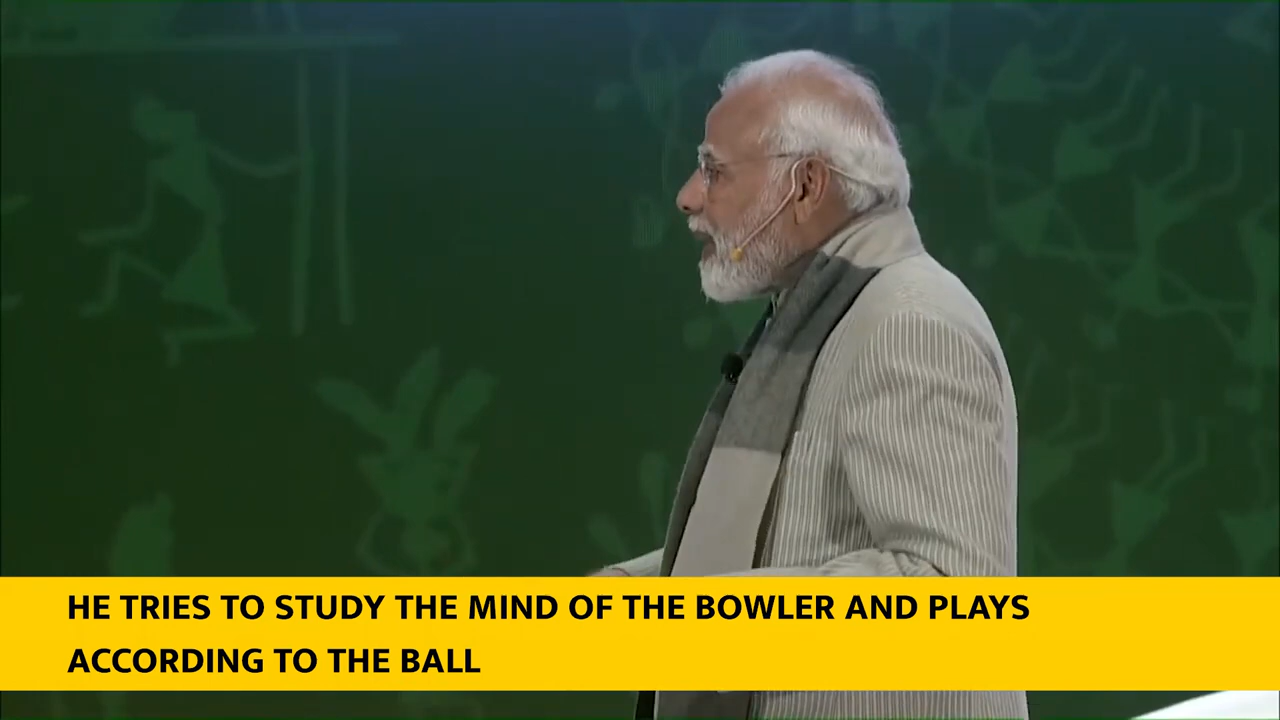 HE TRIES TO STUDY THE MIND OF THE BOWLER AND PLAYS
ACCORDING TO THE BALL